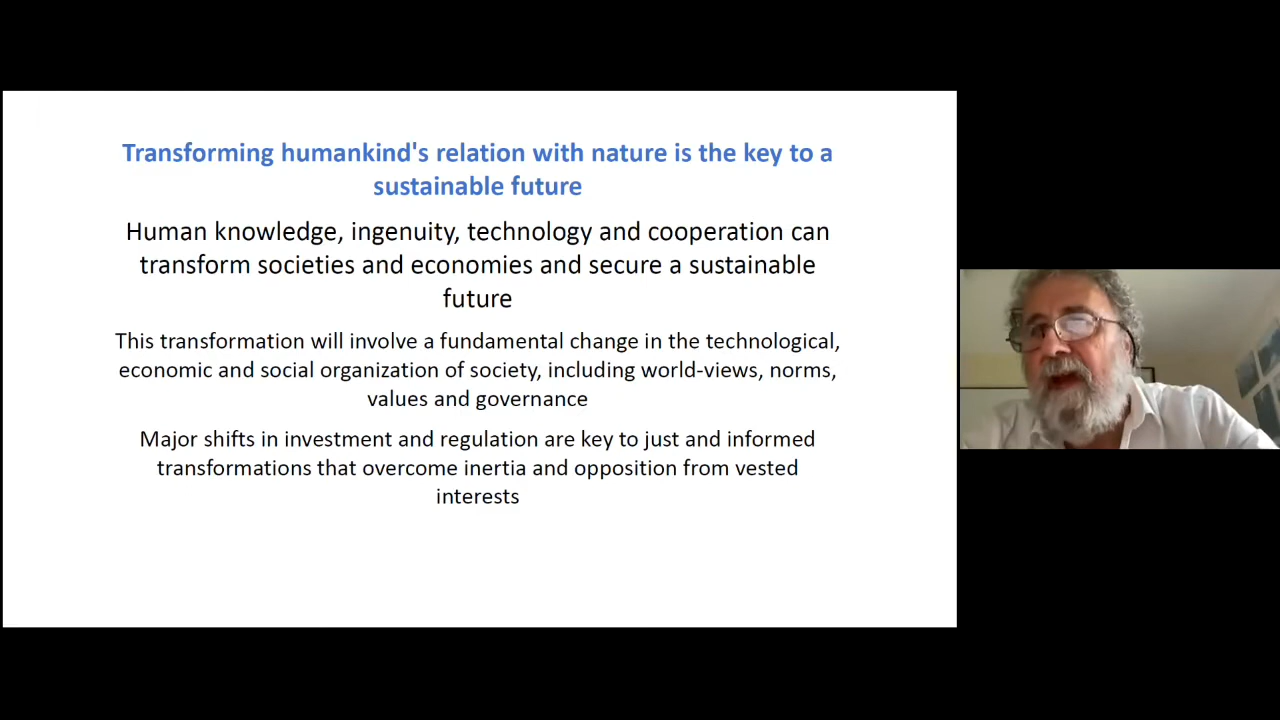 Transforming humankind's relation with nature is the key to a
sustainable future
Human knowledge, ingenuity, technology and cooperation can
transform societies and economies and secure a sustainable
future
This transformation will involve a fundamental change in the technological,
economic and social organization of society, including world-views, norms,
values and governance
Major shifts in investment and regulation are key to just and informed
transformations that overcome inertia and opposition from vested
interests